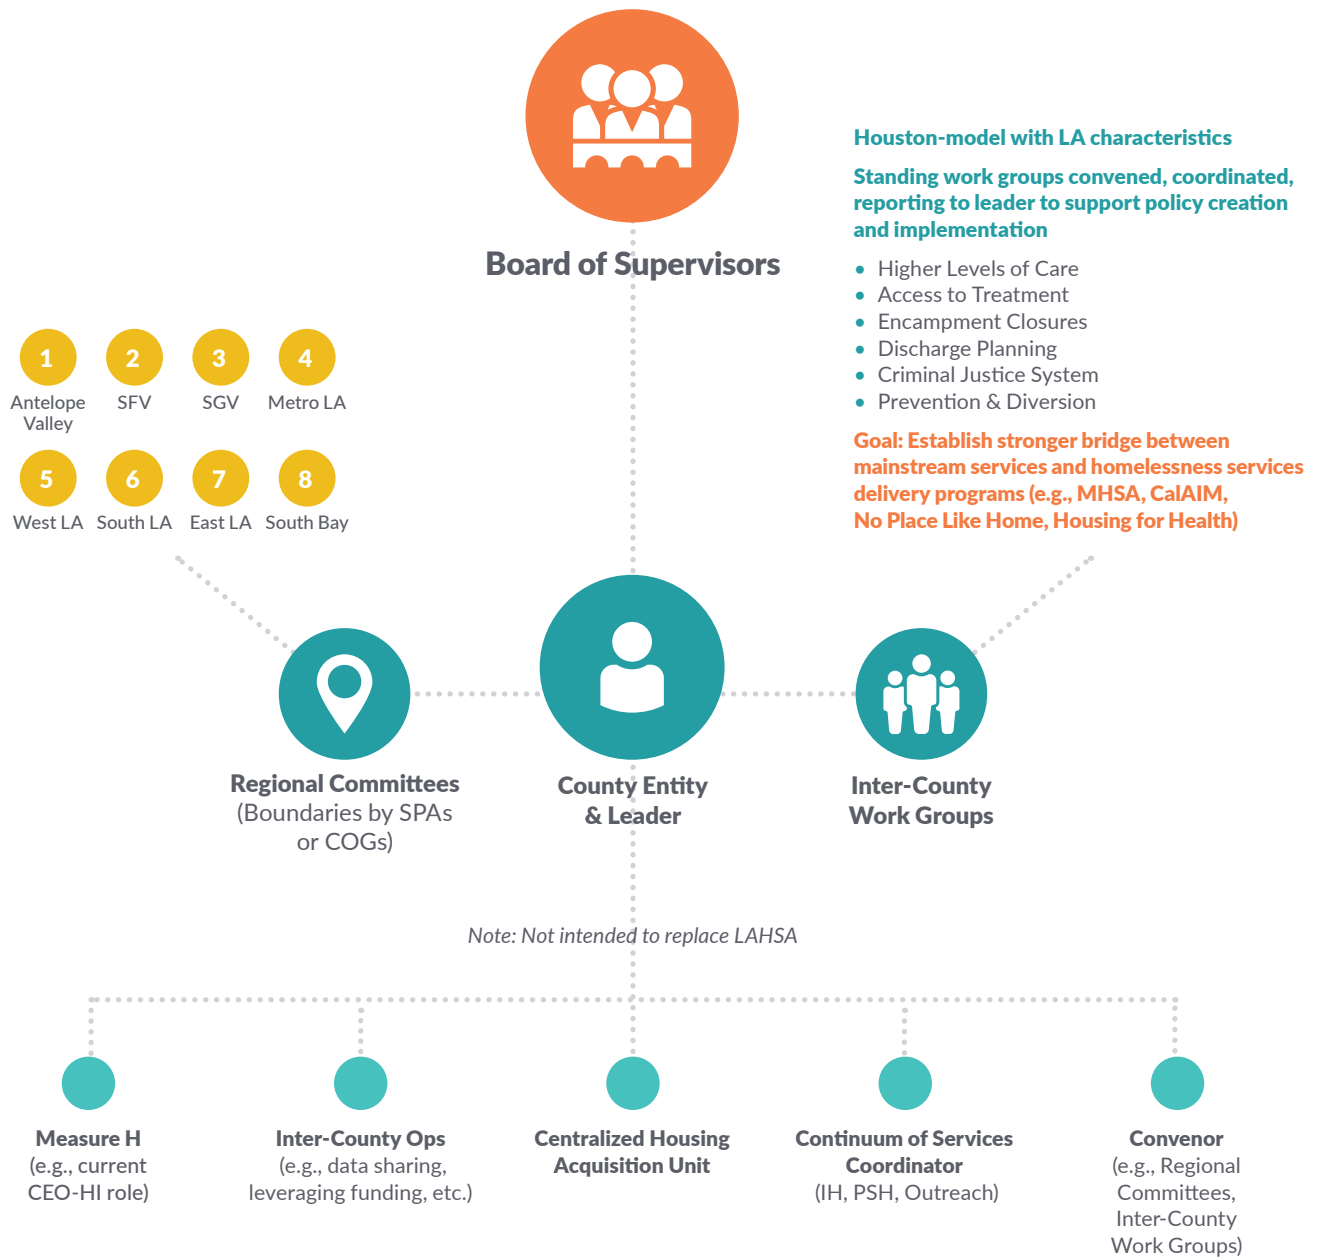 Board of Supervisors
Houston-model with LA characteristics
Standing work groups convened, coordinated,
reporting to leader to support policy creation
and implementation
• Higher Levels of Care
• Access to Treatment
• Encampment Closures
• Discharge Planning
• Criminal Justice System
• Prevention & Diversion
Goal: Establish stronger bridge between
mainstream services and homelessness services
delivery programs (e.g., MHSA, CalAIM,
No Place Like Home, Housing for Health)
1
Antelope
Valley
2
SFV
3
SGV
4
Metro LA
5
West LA
6
South LA
7
East LA
8
South Bay
Regional Committees
(Boundaries by SPAs
or COGs)
County Entity
& Leader
Inter-County
Work Groups
Note: Not intended to replace LAHSA
Measure H
(e.g., current
CEO-HI role)
Inter-County Ops
(e.g., data sharing,
leveraging funding, etc.)
Centralized Housing
Acquisition Unit
Continuum of Services
Coordinator
(IH, PSH, Outreach)
Convenor
(e.g., Regional
Committees,
Inter-County
Work Groups)